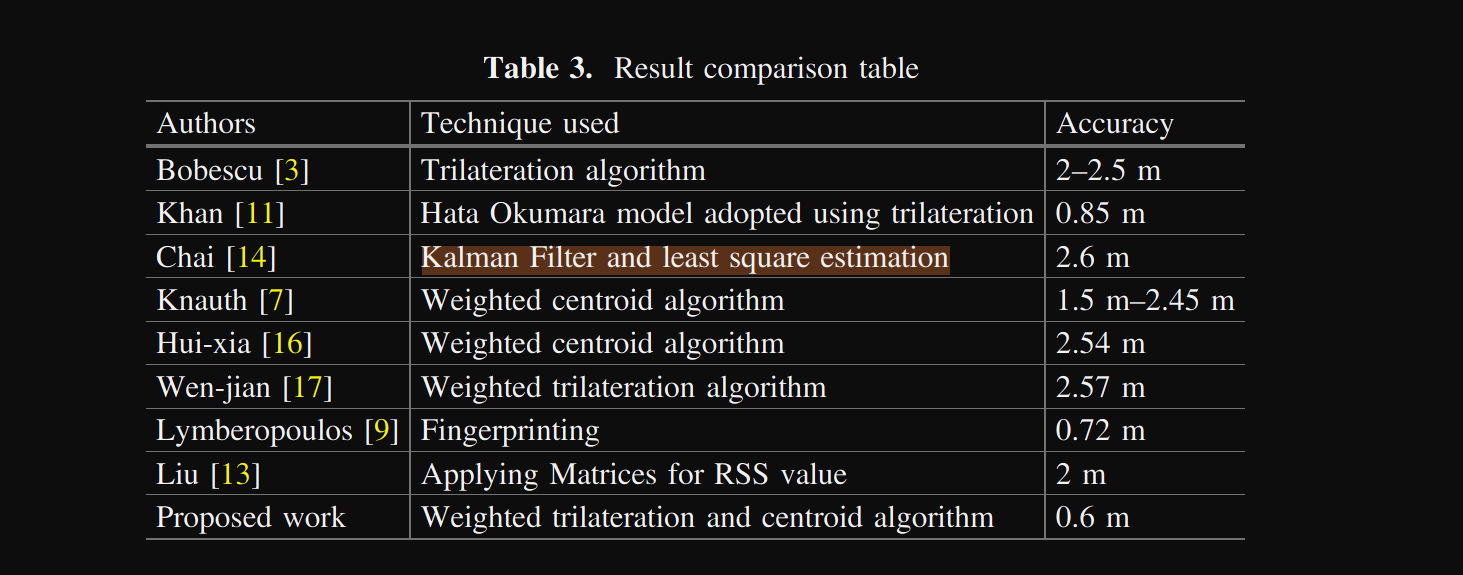 Table 3. Result comparison table
Authors Technique used Accuracy
Bobescu [3] Trilateration algorithm 2–2.5 m
Khan [11] Hata Okumara model adopted using trilateration 0.85 m
Chai [14] Kalman Filter and least square estimation 2.6 m
Knauth [7] Weighted centroid algorithm 1.5 m–2.45 m
Hui-xia [16] Weighted centroid algorithm 2.54 m
Wen-jian [17] Weighted trilateration algorithm 2.57 m
Lymberopoulos [9] Fingerprinting 0.72 m
Liu [13] Applying Matrices for RSS value 2 m
Proposed work Weighted trilateration and centroid algorithm 0.6 m